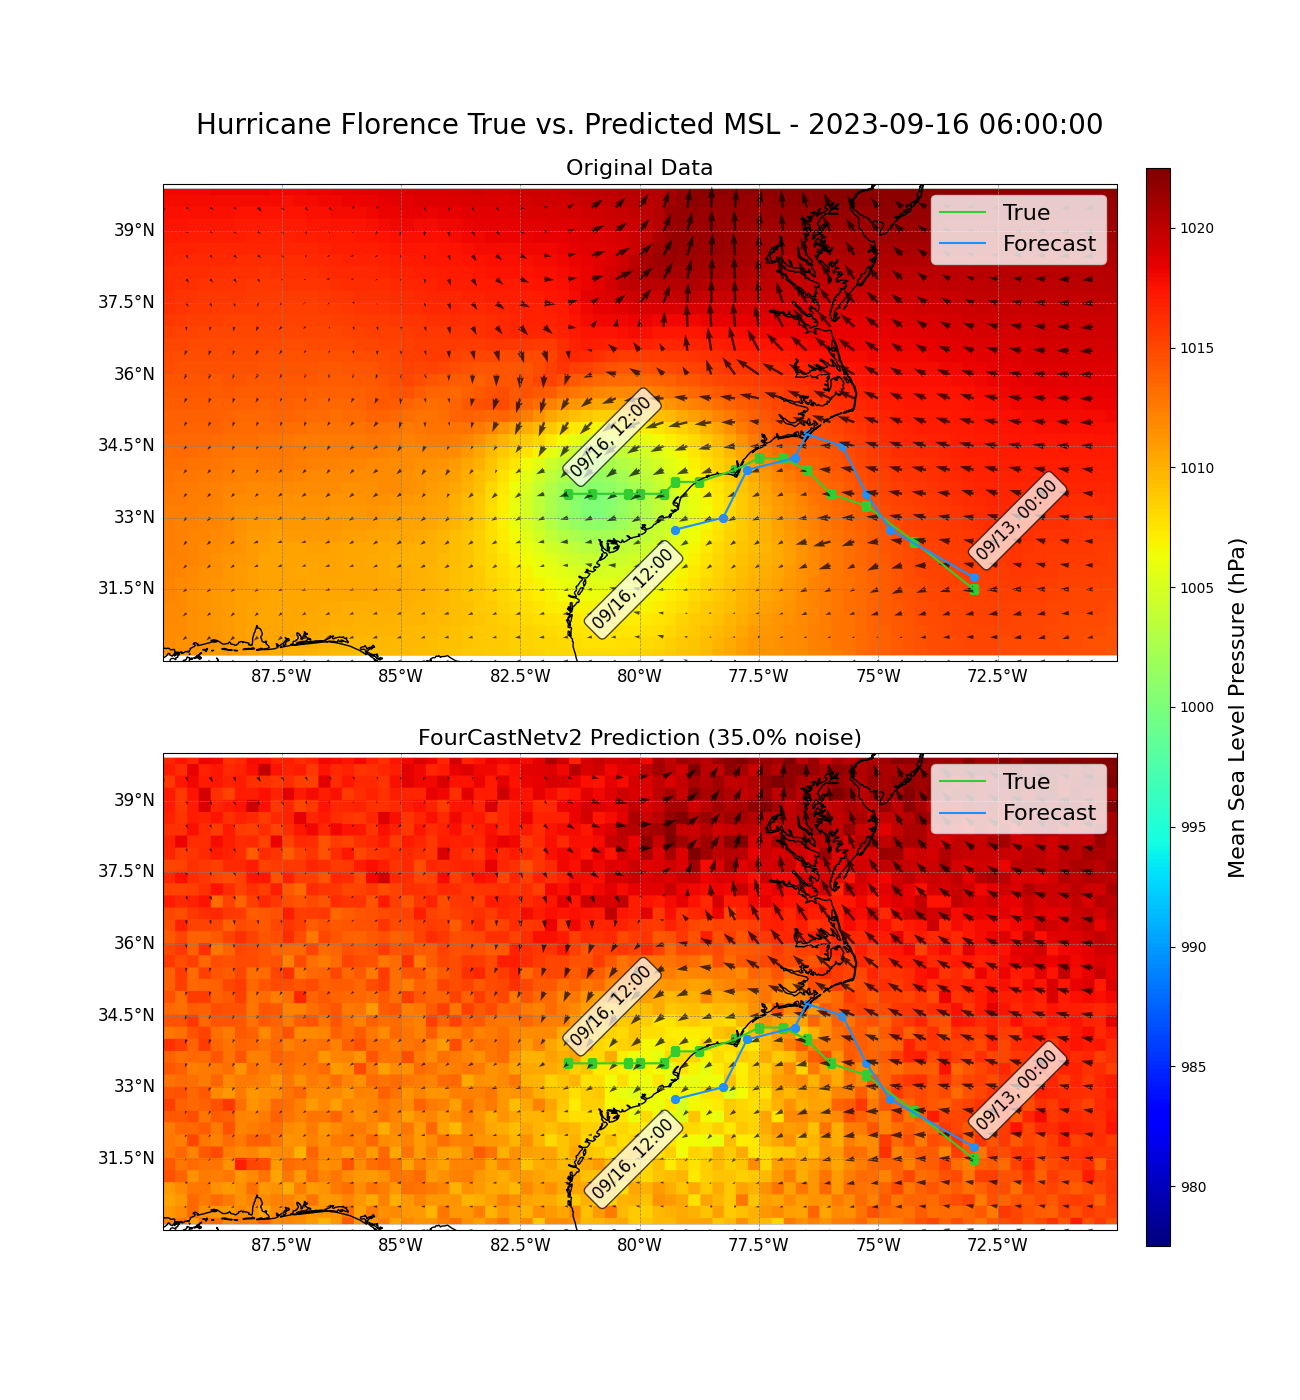 Hurricane Florence True vs. Predicted MSL - 2023-09-16 06:00:00
Original Data
True
Forecast
39°N
37.5°N
36°N
34.5°N
33°N
31.5°N
09/16, 12:00
09/13, 00:00
09/16, 12:00
87.5°W 85°W 82.5°W 80°W 77.5°W 75°W 72.5°W
FourCastNetv2 Prediction (35.0% noise)
True
Forecast
39°N
37.5°N
36°N
34.5°N
33°N
31.5°N
09/16, 12:00
09/13, 00:00
09/16, 12:00
87.5°W 85°W 82.5°W 80°W 77.5°W 75°W 72.5°W
1020
1015
1010
1005
1000
995
990
985
980
Mean Sea Level Pressure (hPa)